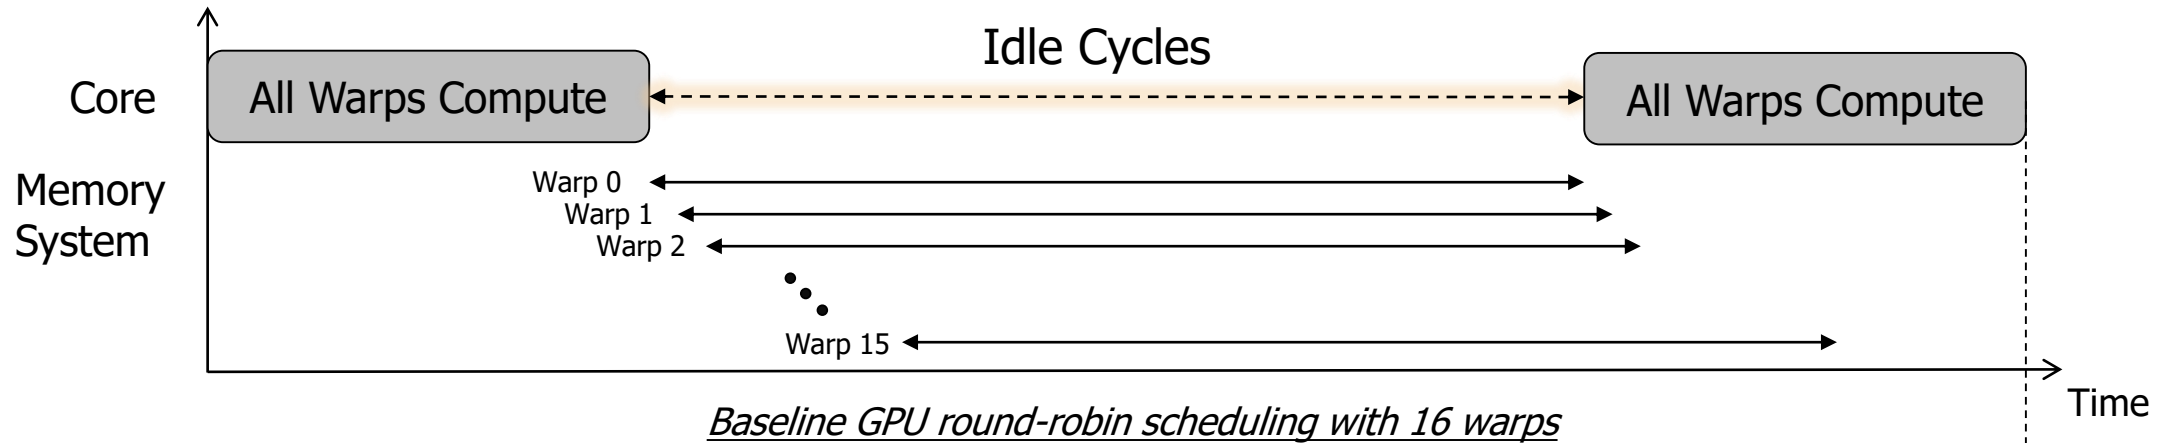 Idle Cycles
Core
All Warps Compute
All Warps Compute
Memory
System
Warp 0
Warp 1
Warp 2
Warp 15
Time
Baseline GPU round-robin scheduling with 16 warps